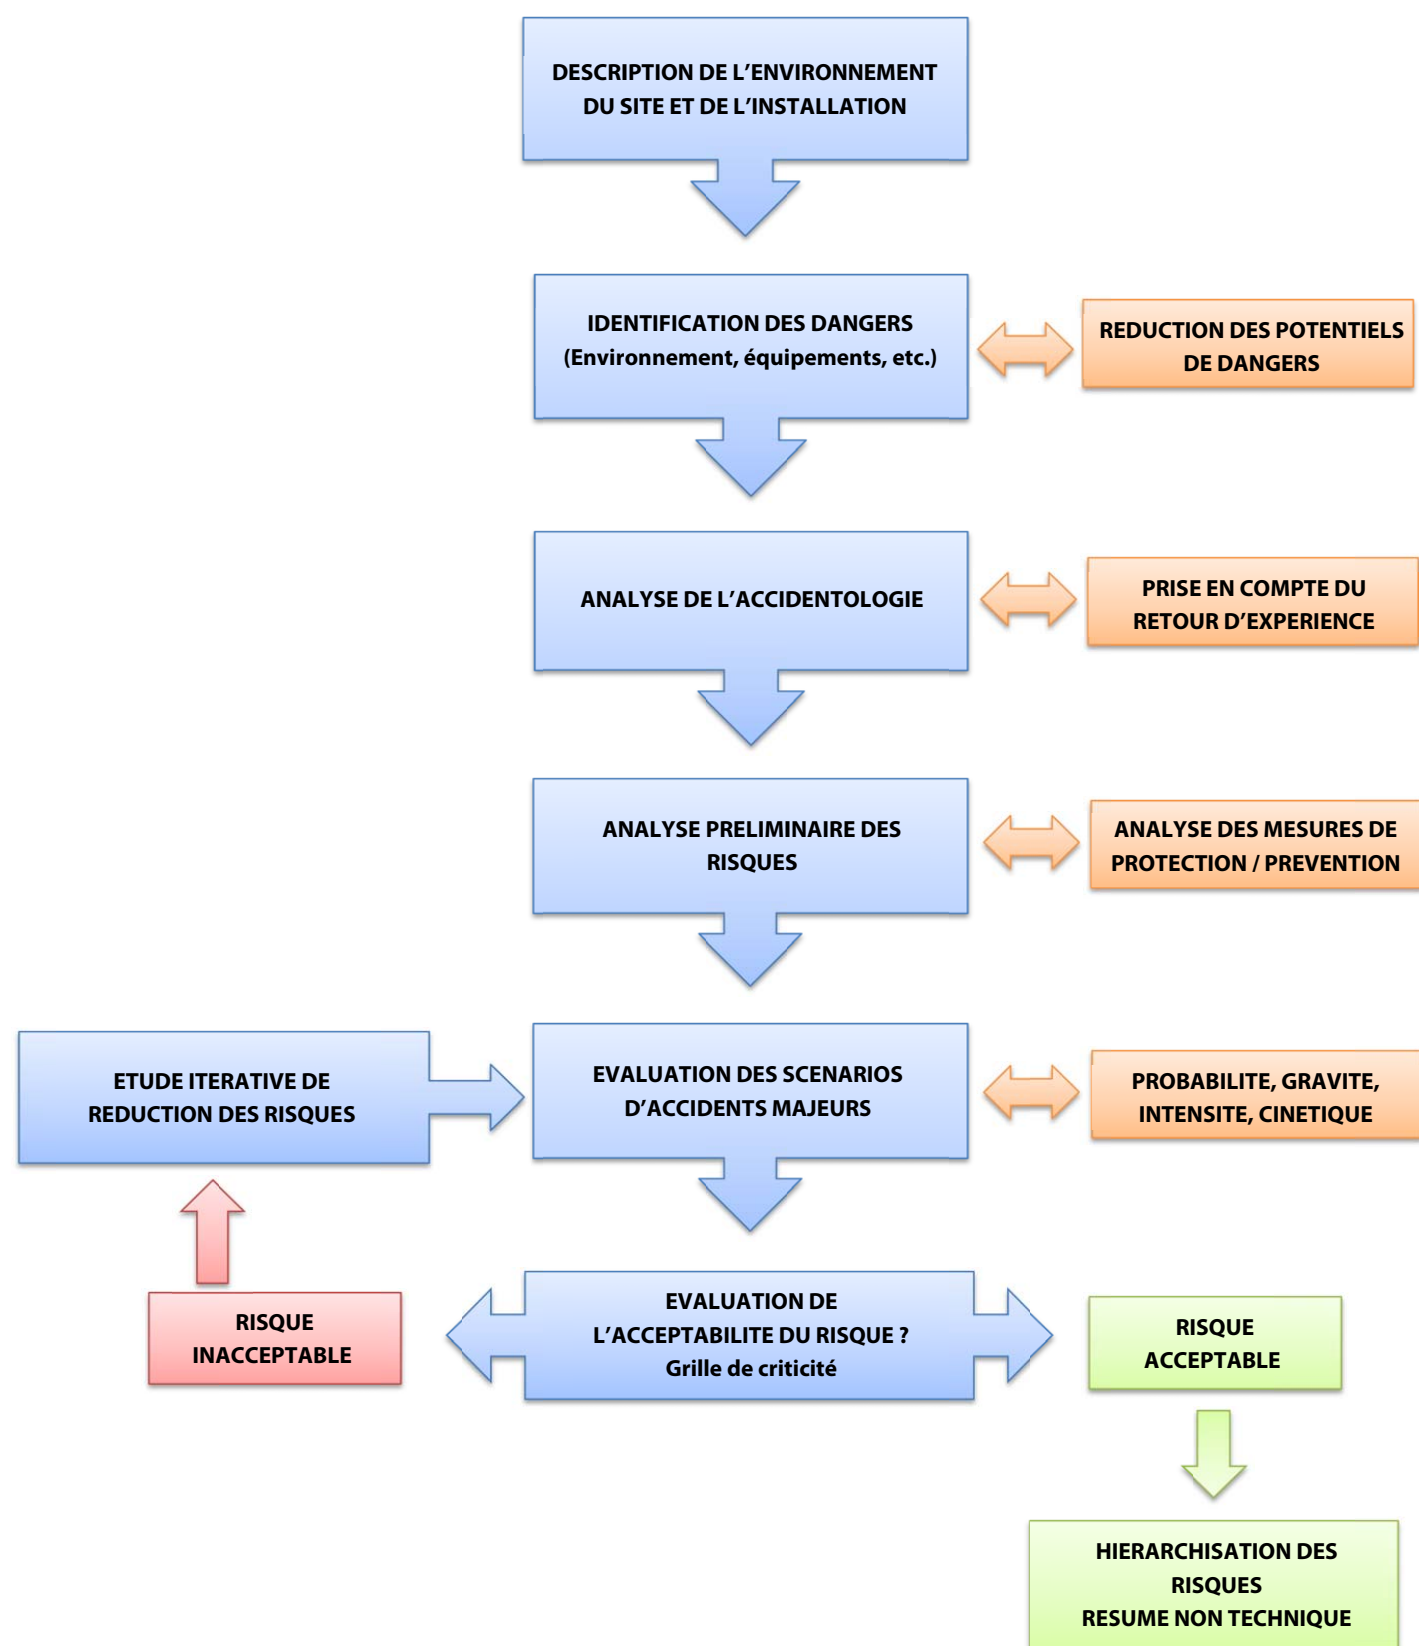 DESCRIPTION DE L’ENVIRONNEMENT
DU SITE ET DE L’INSTALLATION
IDENTIFICATION DES DANGERS
(Environnement, équipements, etc.)
REDUCTION DES POTENTIELS
DE DANGERS
ANALYSE DE L’ACCIDENTOLOGIE
PRISE EN COMPTE DU
RETOUR D’EXPERIENCE
ANALYSE PRELIMINAIRE DES
RISQUES
ANALYSE DES MESURES DE
PROTECTION / PREVENTION
ETUDE ITERATIVE DE
REDUCTION DES RISQUES
EVALUATION DES SCENARIOS
D’ACCIDENTS MAJEURS
PROBABILITE, GRAVITE,
INTENSITE, CINETIQUE
RISQUE
INACCEPTABLE
EVALUATION DE
L’ACCEPTABILITE DU RISQUE ?
Grille de criticité
RISQUE
ACCEPTABLE
HIERARCHISATION DES
RISQUES
RESUME NON TECHNIQUE